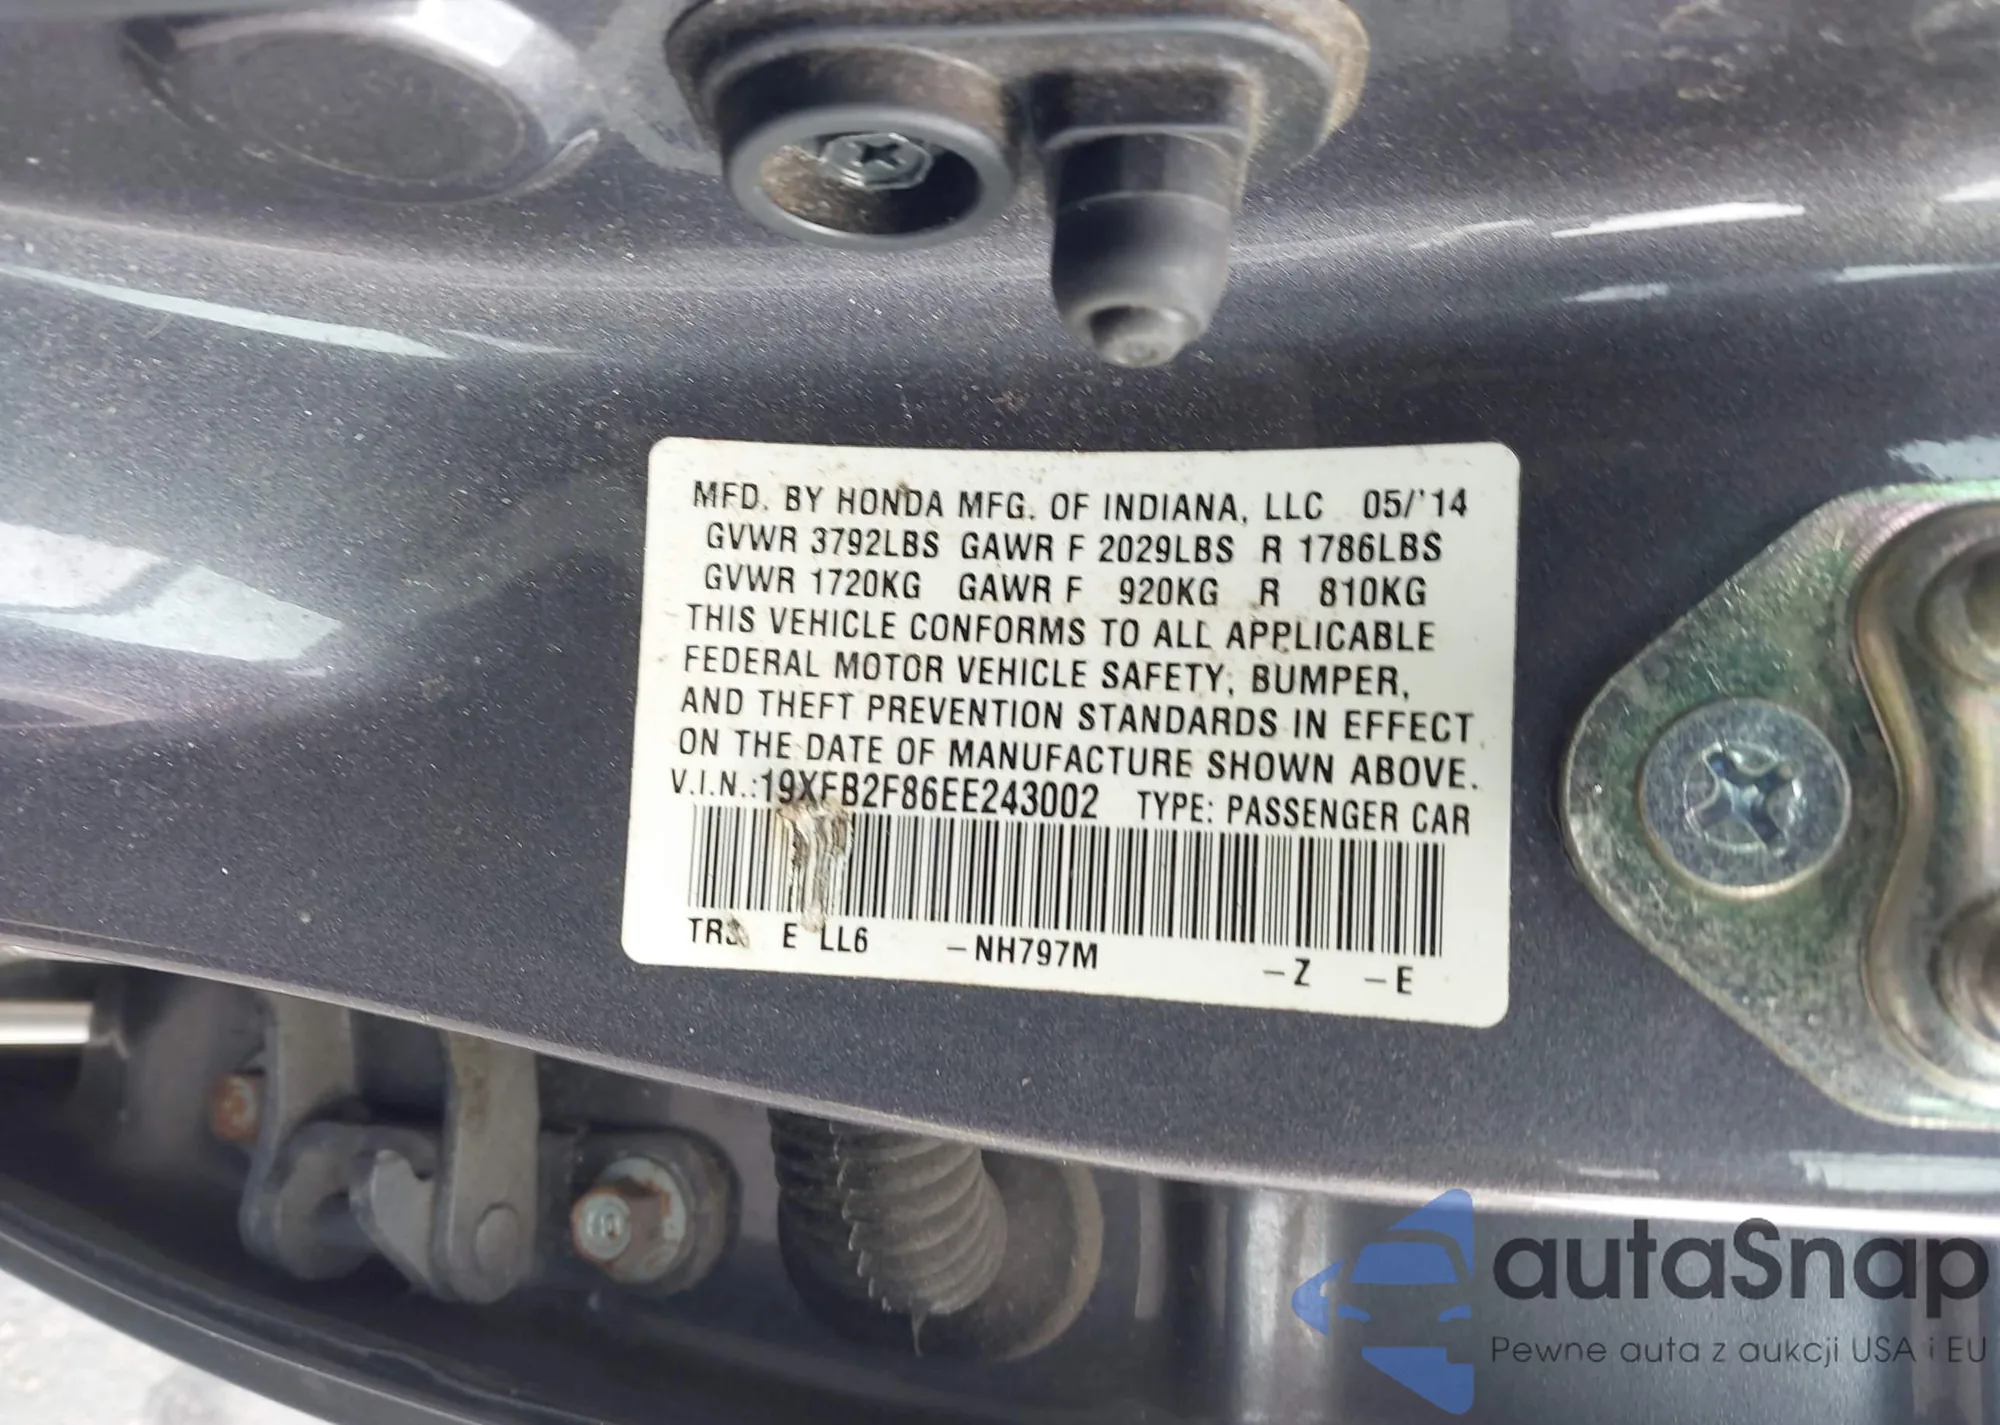 MFD. BY HONDA MFG. OF INDIANA, LLC 05/'14
GVWR 3792LBS GAWR F 2029LBS R 1786LBS
GVWR 1720KG GAWR F 920KG R 810KG
THIS VEHICLE CONFORMS TO ALL APPLICABLE
FEDERAL MOTOR VEHICLE SAFETY, BUMPER,
AND THEFT PREVENTION STANDARDS IN EFFECT
ON THE DATE OF MANUFACTURE SHOWN ABOVE.
V.I.N.:19XFB2F86EE243002 TYPE: PASSENGER CAR
E LL6 -NH797M -Z -E
autaSnap
Pewne auta z aukcji USA i EU